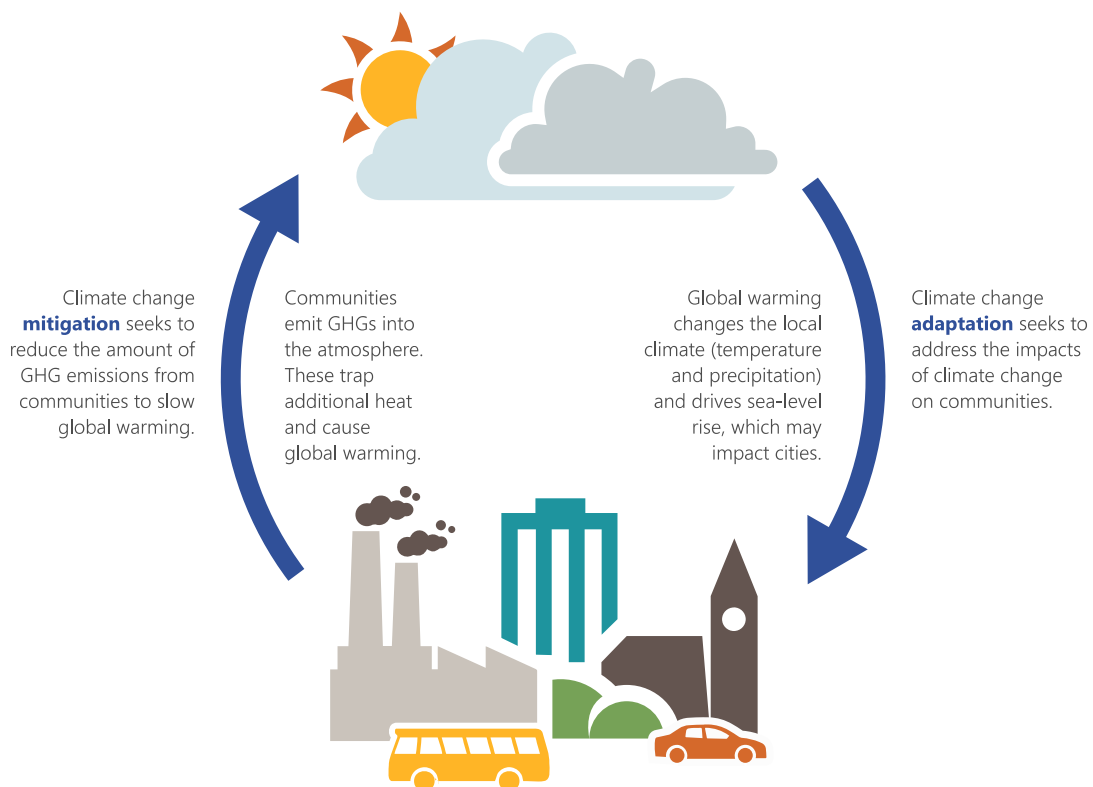 Climate change
mitigation seeks to
reduce the amount of
GHG emissions from
communities to slow
global warming.
Communities
emit GHGs into
the atmosphere.
These trap
additional heat
and cause
global warming.
Global warming
changes the local
climate (temperature
and precipitation)
and drives sea-level
rise, which may
impact cities.
Climate change
adaptation seeks to
address the impacts
of climate change
on communities.